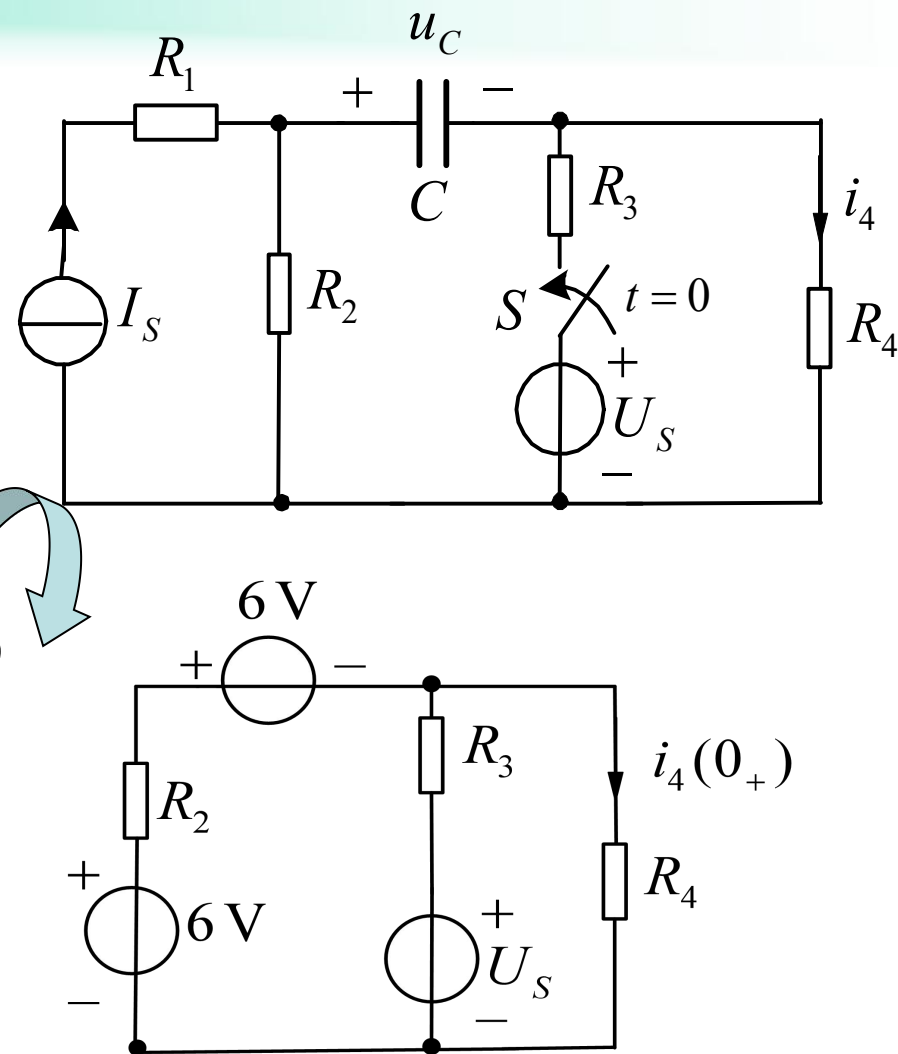 u_C
R_1
+ −
C
R_3
i_4
I_S
R_2
S
t = 0
R_4
+
U_S
−
6 V
+ −
R_3
i_4(0_+)
R_2
+
6 V
−
R_4
+
U_S
−